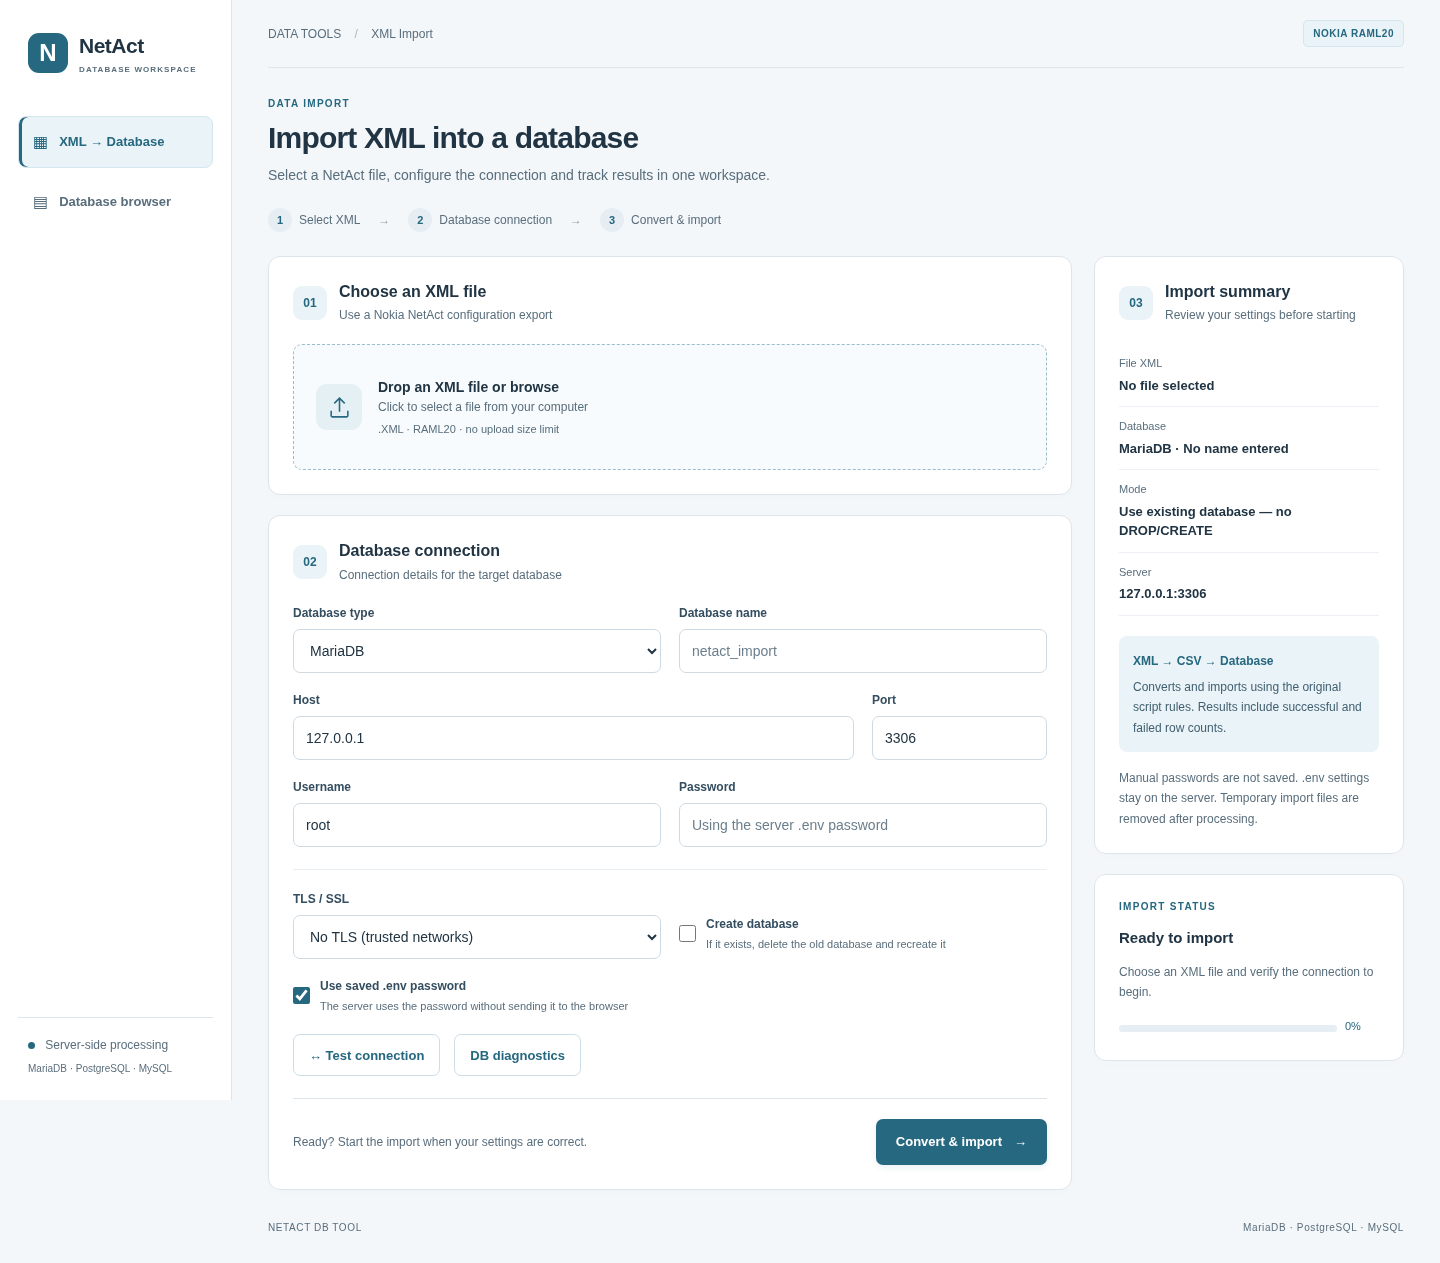 N
NetAct
DATABASE WORKSPACE
XML → Database
Database browser
Server-side processing
MariaDB · PostgreSQL · MySQL
DATA TOOLS / XML Import
NOKIA RAML20
DATA IMPORT
Import XML into a database
Select a NetAct file, configure the connection and track results in one workspace.
1 Select XML → 2 Database connection → 3 Convert & import
01
Choose an XML file
Use a Nokia NetAct configuration export
Drop an XML file or browse
Click to select a file from your computer
.XML · RAML20 · no upload size limit
02
Database connection
Connection details for the target database
Database type
MariaDB
Database name
netact_import
Host
127.0.0.1
Port
3306
Username
root
Password
Using the server .env password
TLS / SSL
No TLS (trusted networks)
Create database
If it exists, delete the old database and recreate it
Use saved .env password
The server uses the password without sending it to the browser
↔ Test connection
DB diagnostics
Ready? Start the import when your settings are correct.
Convert & import →
03
Import summary
Review your settings before starting
File XML
No file selected
Database
MariaDB · No name entered
Mode
Use existing database — no
DROP/CREATE
Server
127.0.0.1:3306
XML → CSV → Database
Converts and imports using the original
script rules. Results include successful and
failed row counts.
Manual passwords are not saved. .env settings
stay on the server. Temporary import files are
removed after processing.
IMPORT STATUS
Ready to import
Choose an XML file and verify the connection to
begin.
0%
NETACT DB TOOL
MariaDB · PostgreSQL · MySQL